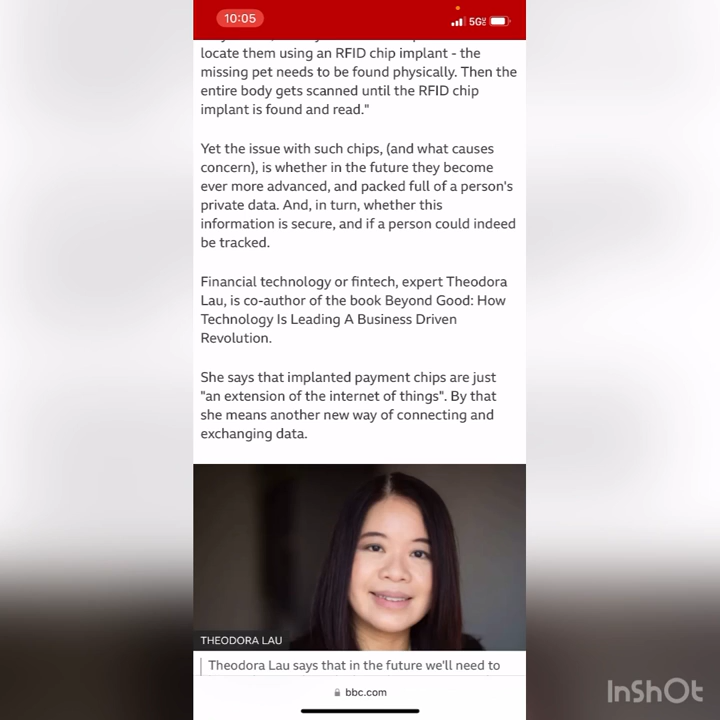 10:05
5G
locate them using an RFID chip implant - the
missing pet needs to be found physically. Then the
entire body gets scanned until the RFID chip
implant is found and read."
Yet the issue with such chips, (and what causes
concern), is whether in the future they become
ever more advanced, and packed full of a person's
private data. And, in turn, whether this
information is secure, and if a person could indeed
be tracked.
Financial technology or fintech, expert Theodora
Lau, is co-author of the book Beyond Good: How
Technology Is Leading A Business Driven
Revolution.
She says that implanted payment chips are just
"an extension of the internet of things". By that
she means another new way of connecting and
exchanging data.
THEODORA LAU
Theodora Lau says that in the future we'll need to
bbc.com
InShOt